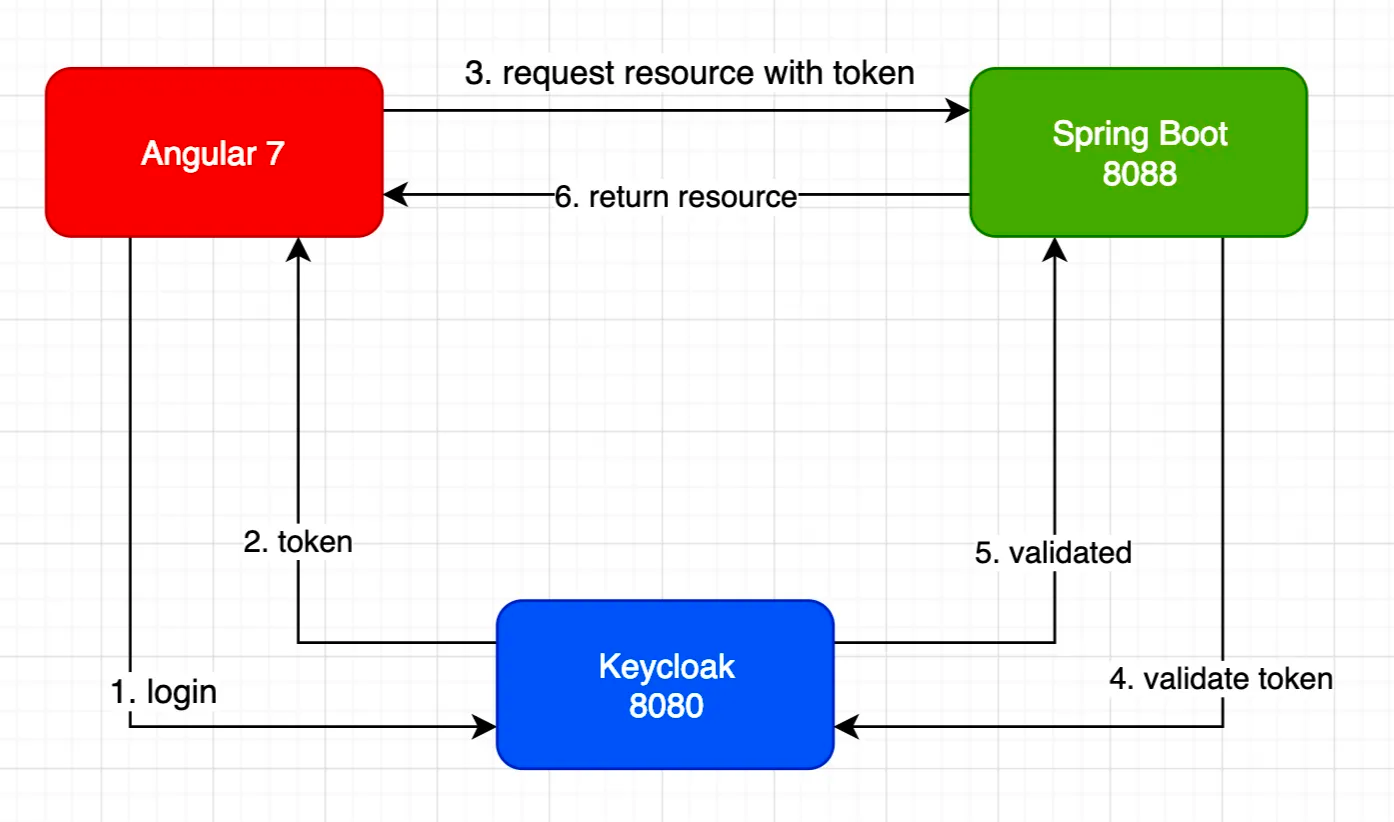 3. request resource with token
Angular 7
Spring Boot
8088
6. return resource
2. token
5. validated
Keycloak
8080
1. login
4. validate token